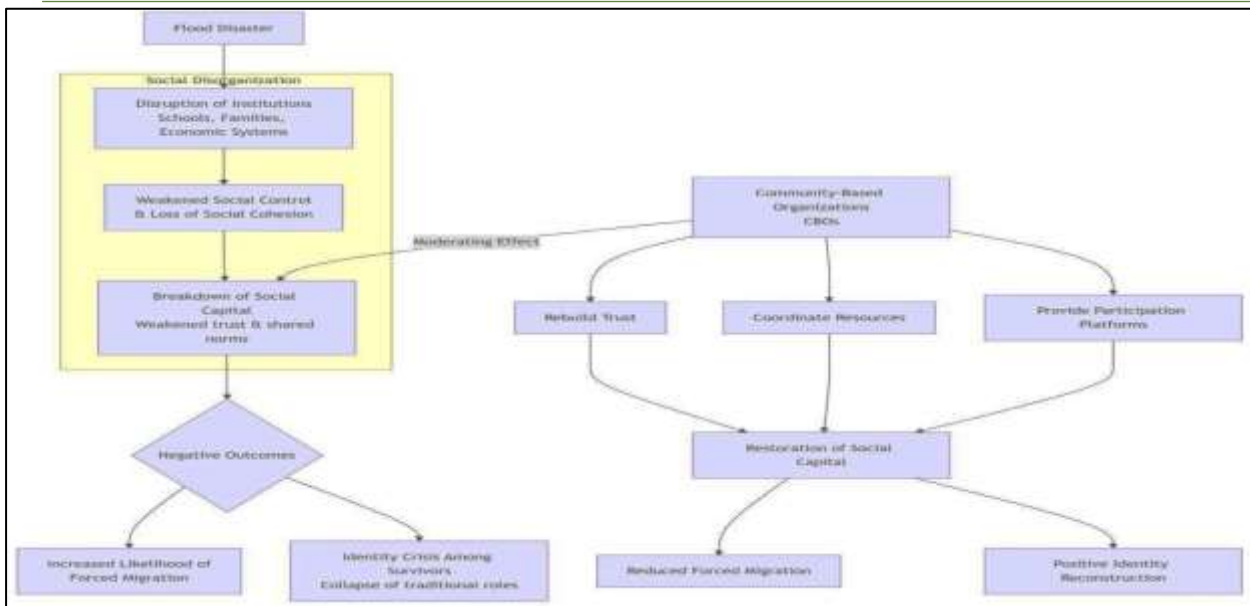 Flood Disaster
Social Disorganization
Disruption of Institutions
Schools, Families,
Economic Systems
Weakened Social Control
& Loss of Social Cohesion
Community-Based
Organizations
CBOs
Moderating Effect
Breakdown of Social
Capital
Weakened trust & shared
norms
Rebuild Trust
Coordinate Resources
Provide Participation
Platforms
Negative Outcomes
Restoration of Social
Capital
Increased Likelihood of
Forced Migration
Identity Crisis Among
Survivors
Collapse of traditional roles
Reduced Forced Migration
Positive Identity
Reconstruction